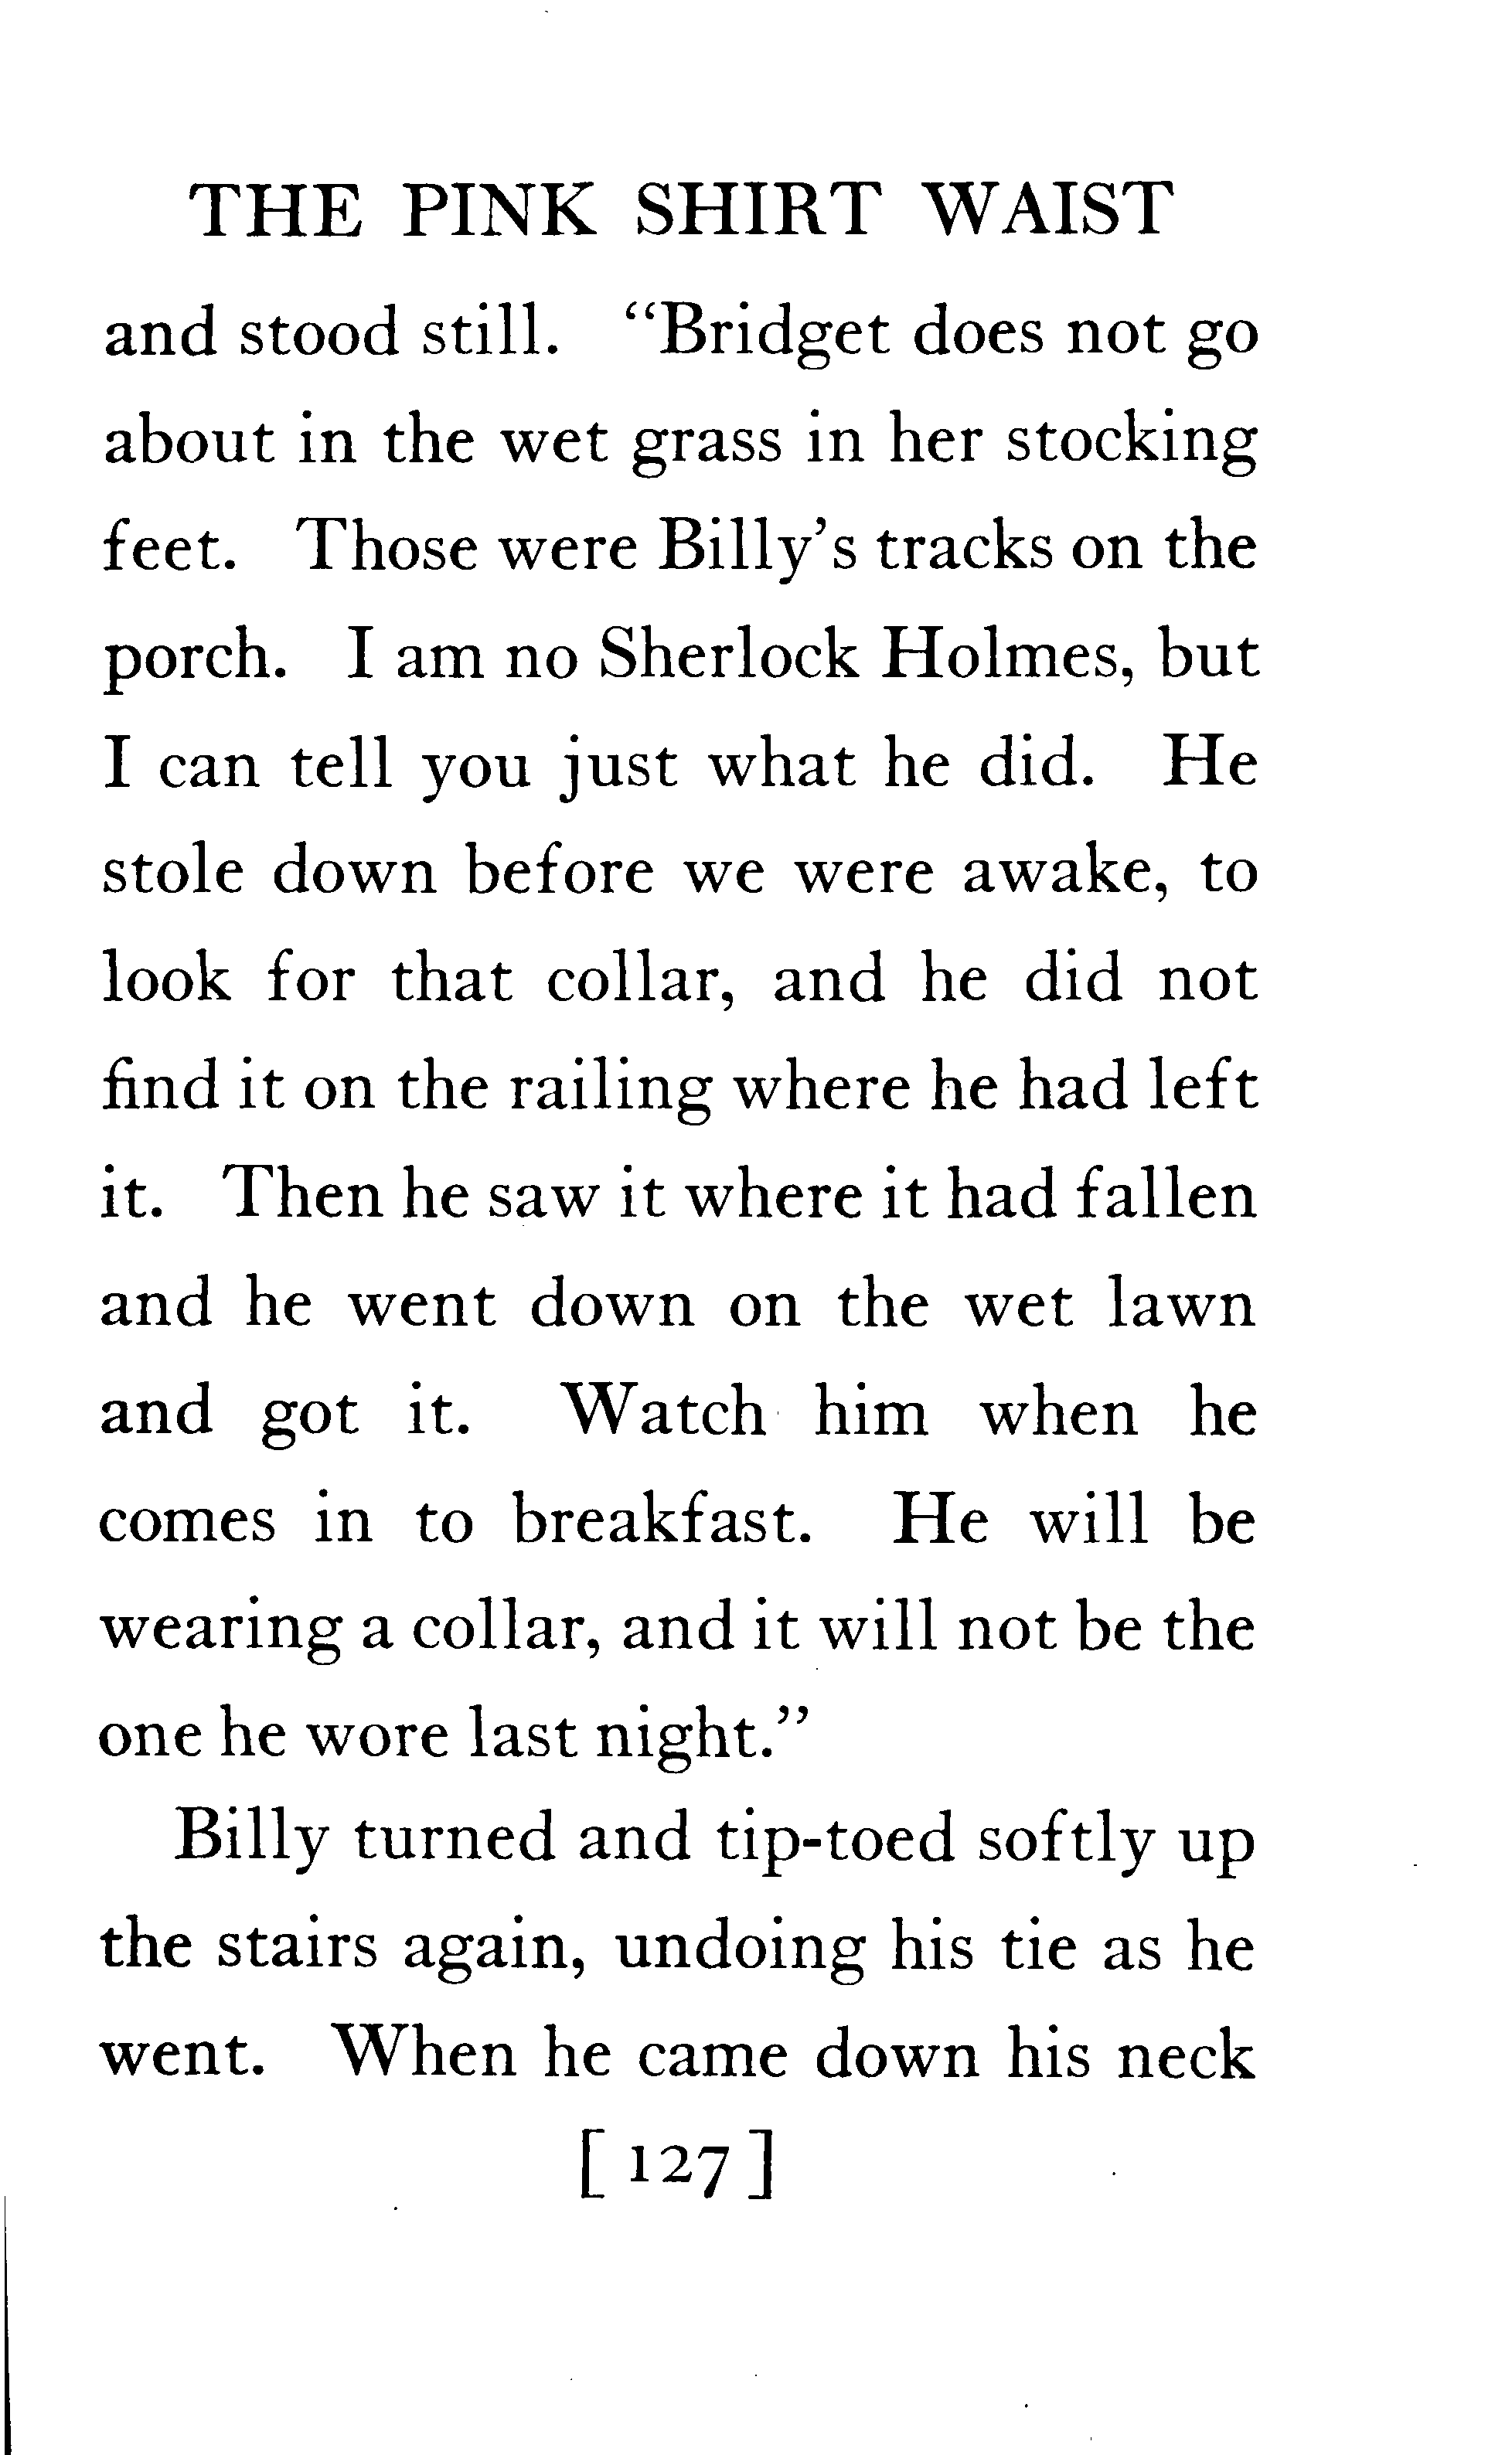 THE PINK SHIRT WAIST
and stood still. “Bridget does not go
about in the wet grass in her stocking
feet. Those were Billy’s tracks on the
porch. I am no Sherlock Holmes, but
I can tell you just what he did. He
stole down before we were awake, to
look for that collar, and he did not
find it on the railing where he had left
it. Then he saw it where it had fallen
and he went down on the wet lawn
and got it. Watch him when he
comes in to breakfast. He will be
wearing a collar, and it will not be the
one he wore last night.”
Billy turned and tip-toed softly up
the stairs again, undoing his tie as he
went. When he came down his neck
[ 127 ]